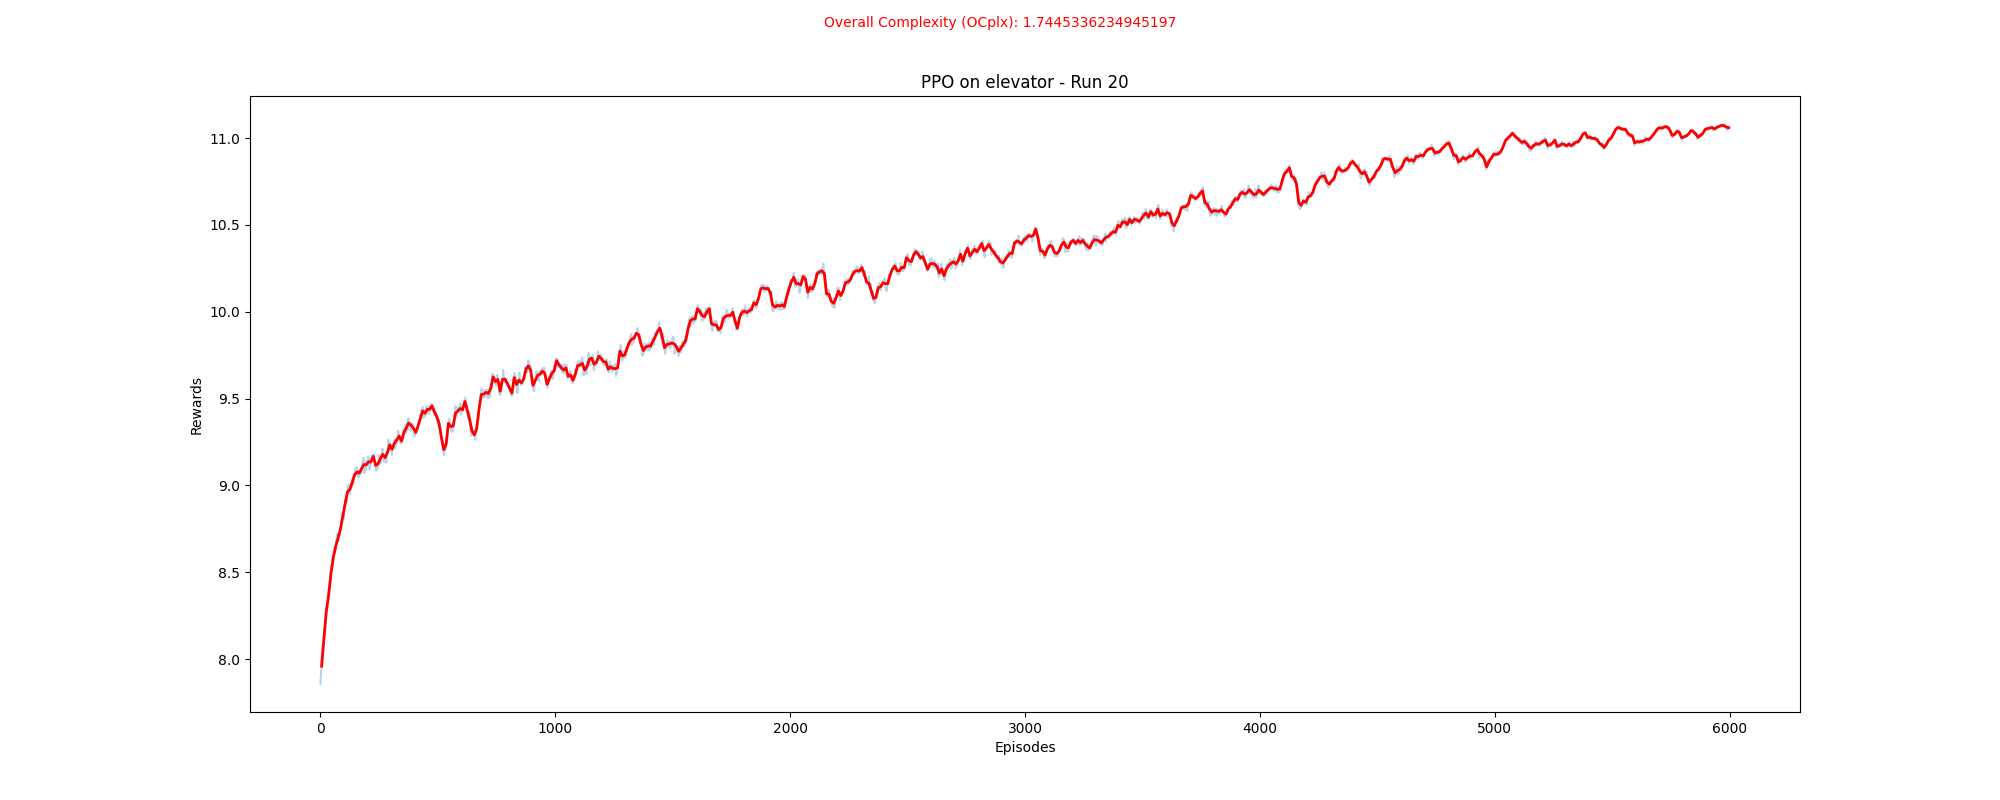 Overall Complexity (OCplx): 1.7445336234945197
PPO on elevator - Run 20
11.0
10.5
10.0
9.5
9.0
8.5
8.0
Rewards
0 1000 2000 3000 4000 5000 6000
Episodes